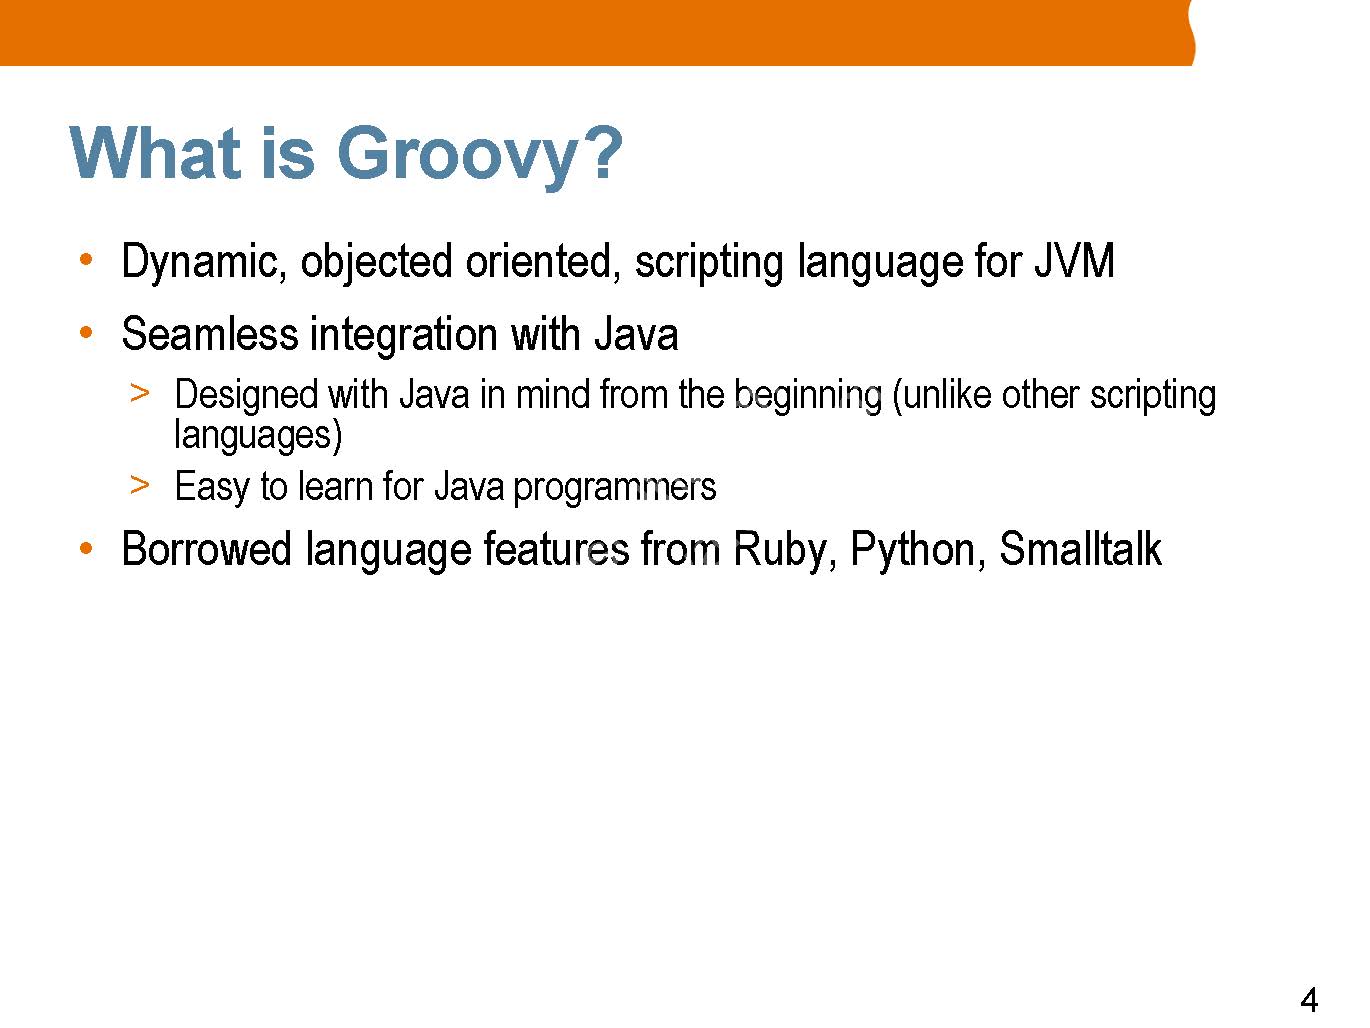 What is Groovy?
• Dynamic, objected oriented, scripting language for JVM
• Seamless integration with Java
> Designed with Java in mind from the beginning (unlike other scripting
languages)
> Easy to learn for Java programmers
• Borrowed language features from Ruby, Python, Smalltalk
4